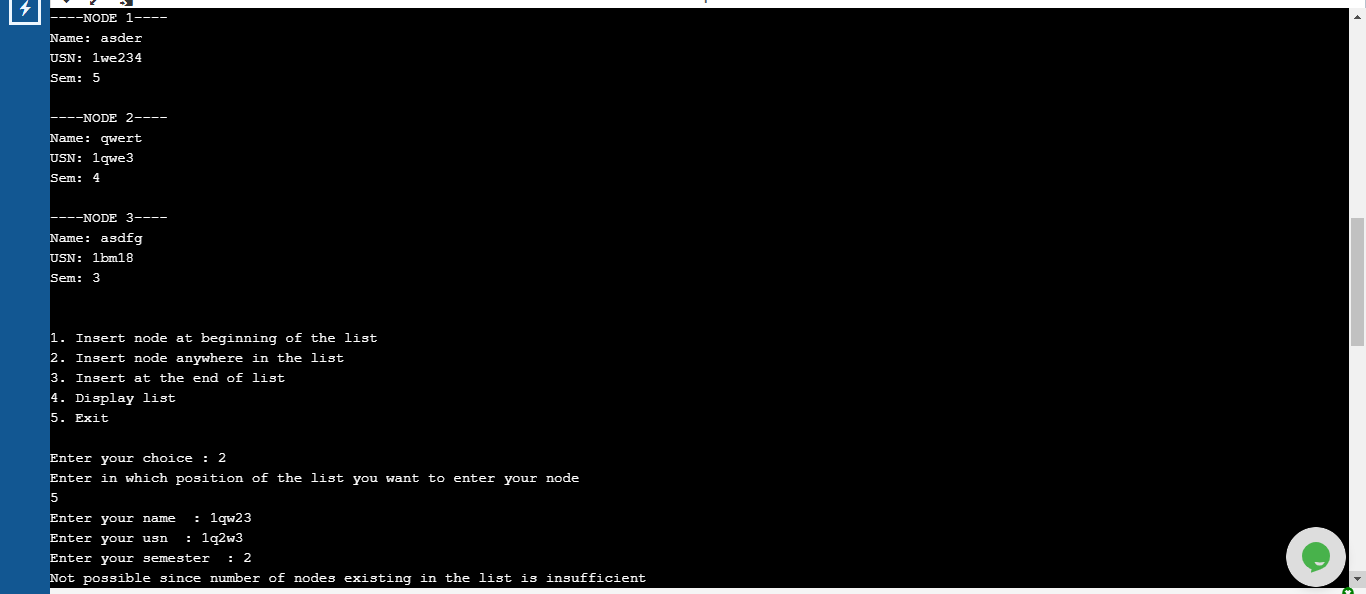 ----NODE 1----
Name: asder
USN: 1we234
Sem: 5
----NODE 2----
Name: qwert
USN: 1qwe3
Sem: 4
----NODE 3----
Name: asdfg
USN: 1bm18
Sem: 3
1. Insert node at beginning of the list
2. Insert node anywhere in the list
3. Insert at the end of list
4. Display list
5. Exit
Enter your choice : 2
Enter in which position of the list you want to enter your node
5
Enter your name  : 1qw23
Enter your usn  : 1q2w3
Enter your semester  : 2
Not possible since number of nodes existing in the list is insufficient